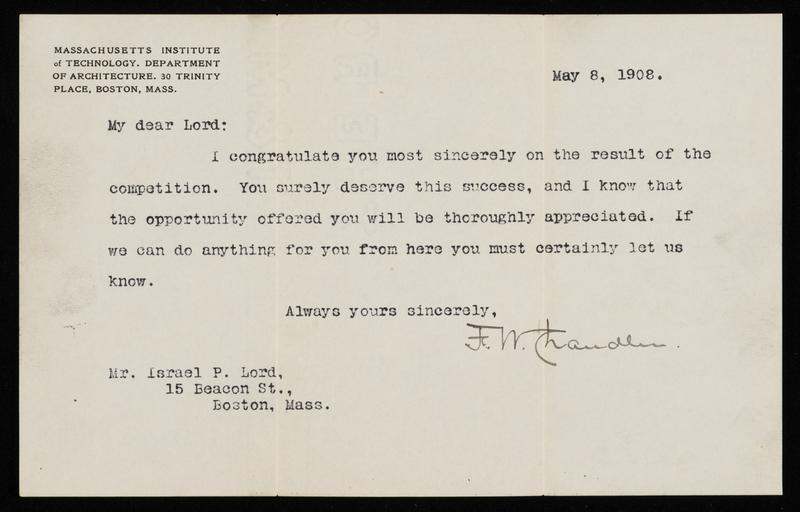 MASSACHUSETTS INSTITUTE
of TECHNOLOGY. DEPARTMENT
OF ARCHITECTURE. 30 TRINITY
PLACE, BOSTON, MASS.
May 8, 1908.
My dear Lord:
I congratulate you most sincerely on the result of the
competition. You surely deserve this success, and I know that
the opportunity offered you will be thoroughly appreciated. If
we can do anything for you from here you must certainly let us
know.
Always yours sincerely,
F. W. Chandler.
Mr. Israel P. Lord,
15 Beacon St.,
Boston, Mass.